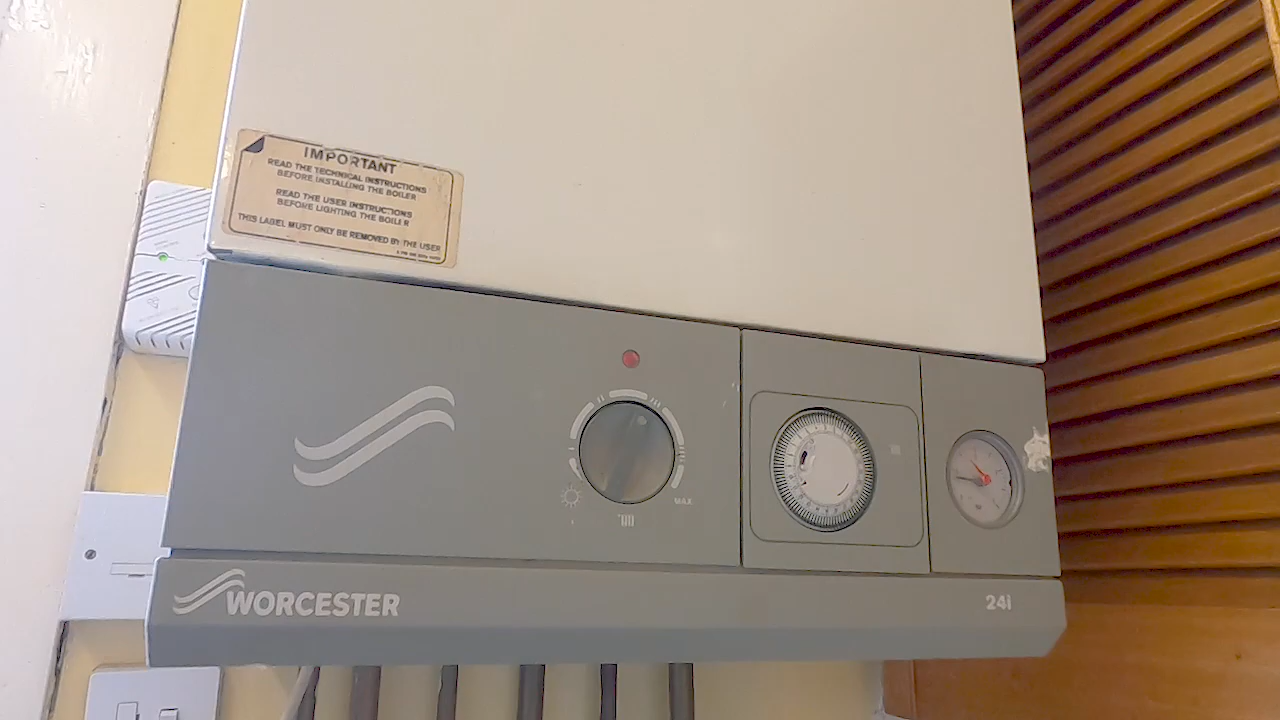 IMPORTANT
READ THE TECHNICAL INSTRUCTIONS
BEFORE INSTALLING THE BOILER
READ THE USER INSTRUCTIONS
BEFORE LIGHTING THE BOILER
THIS LABEL MUST ONLY BE REMOVED BY THE USER
MAX
WORCESTER
24i